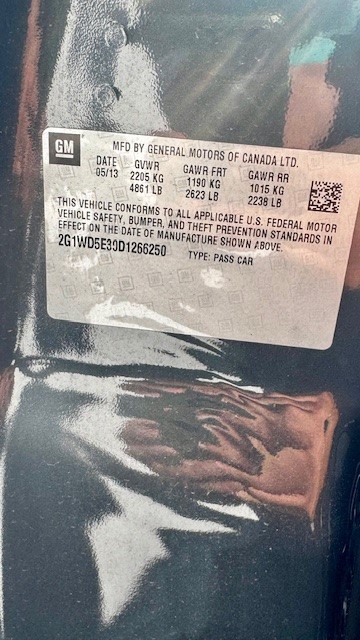 GM
MFD BY GENERAL MOTORS OF CANADA LTD.
DATE GVWR GAWR FRT GAWR RR
05/13 2205 KG 1190 KG 1015 KG
4861 LB 2623 LB 2238 LB
THIS VEHICLE CONFORMS TO ALL APPLICABLE U.S. FEDERAL MOTOR
VEHICLE SAFETY, BUMPER, AND THEFT PREVENTION STANDARDS IN
EFFECT ON THE DATE OF MANUFACTURE SHOWN ABOVE.
2G1WD5E30D1266250 TYPE: PASS CAR